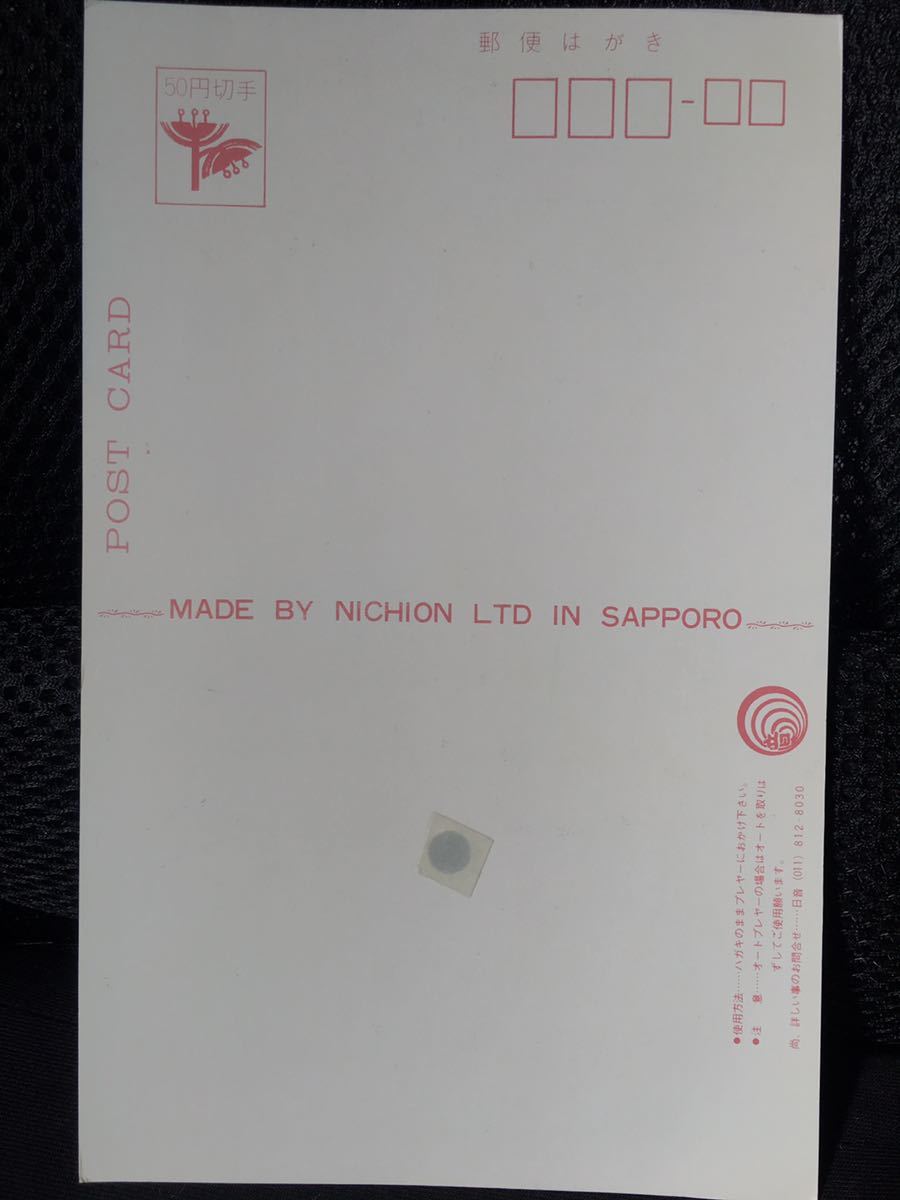 郵便はがき
50円切手
-
POST CARD
MADE BY NICHION LTD IN SAPPORO
音
●使用方法……ハガキのままプレヤーにおかけ下さい。
●注　意……オートプレヤーの場合はオートを取りは
ずしてご使用願います。
尚、詳しい事のお問合せ……日音 (011) 812-8030